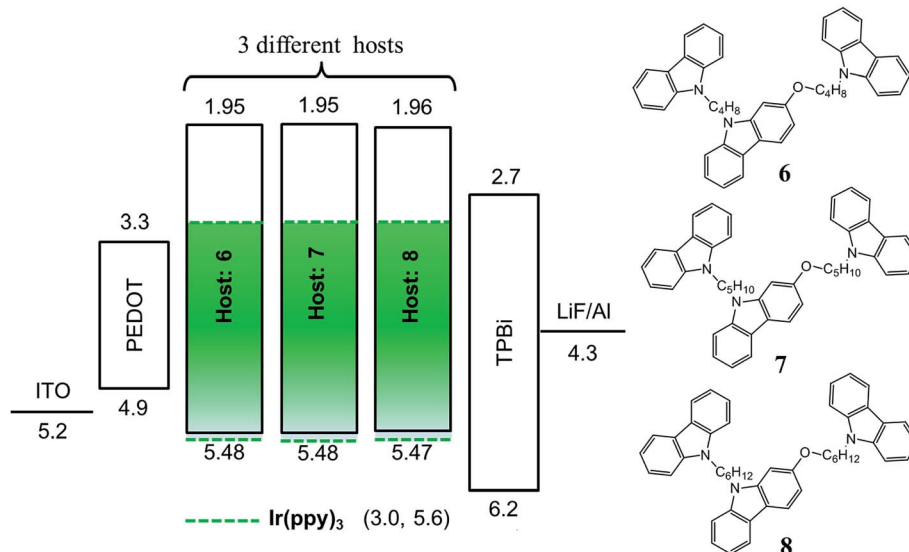 3 different hosts
1.95
1.95
1.96
2.7
3.3
PEDOT
Host: 6
Host: 7
Host: 8
TPBi
LiF/Al
4.3
ITO
5.2
4.9
5.48
5.48
5.47
6.2
Ir(ppy)3 (3.0, 5.6)
N
N
C4H8
O
C4H8
N
6
N
N
C5H10
O
C5H10
N
7
N
N
C6H12
O
C6H12
N
8